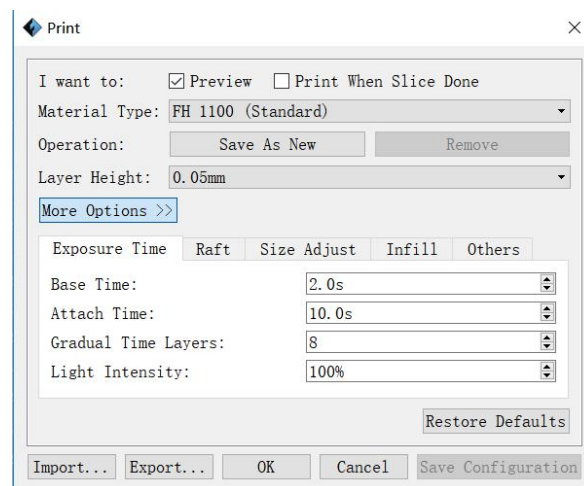 Print
I want to: Preview Print When Slice Done
Material Type: FH 1100 (Standard)
Operation: Save As New Remove
Layer Height: 0.05mm
More Options >>
Exposure Time Raft Size Adjust Infill Others
Base Time: 2.0s
Attach Time: 10.0s
Gradual Time Layers: 8
Light Intensity: 100%
Restore Defaults
Import... Export... OK Cancel Save Configuration